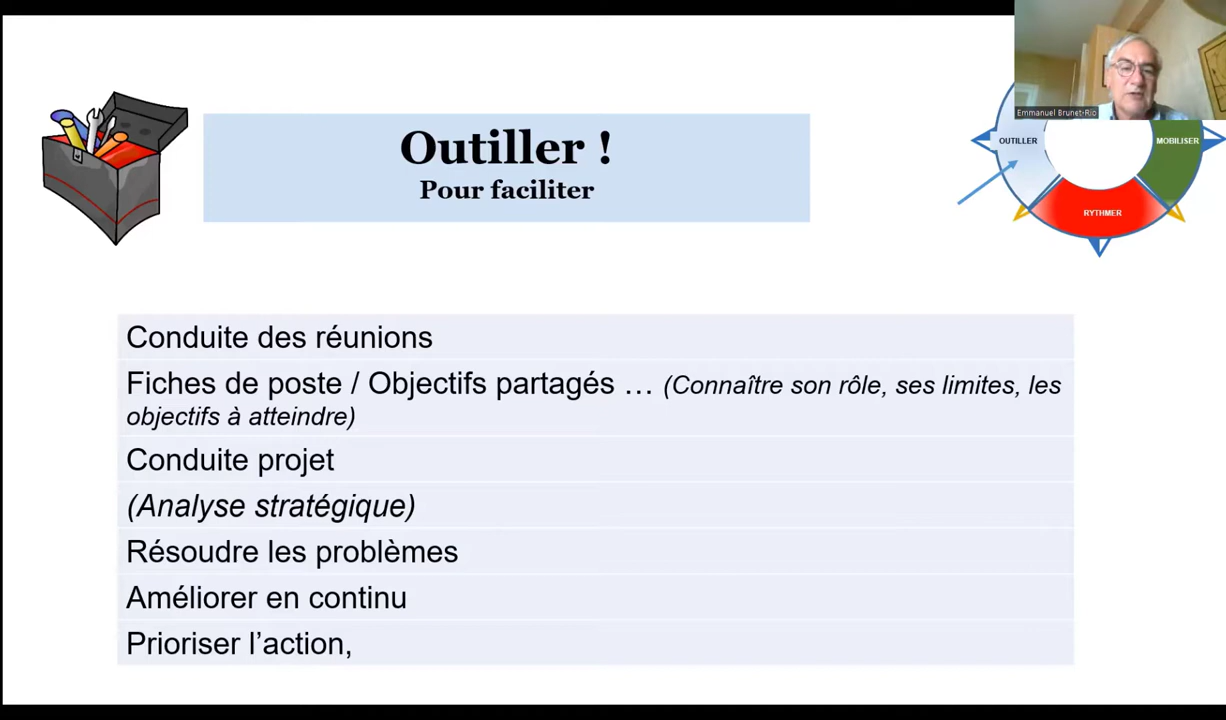 Outiller !
Pour faciliter
Emmanuel Brunet-Rio
OUTILLER
MOBILISER
RYTHMER
Conduite des réunions
Fiches de poste / Objectifs partagés … (Connaître son rôle, ses limites, les
objectifs à atteindre)
Conduite projet
(Analyse stratégique)
Résoudre les problèmes
Améliorer en continu
Prioriser l’action,